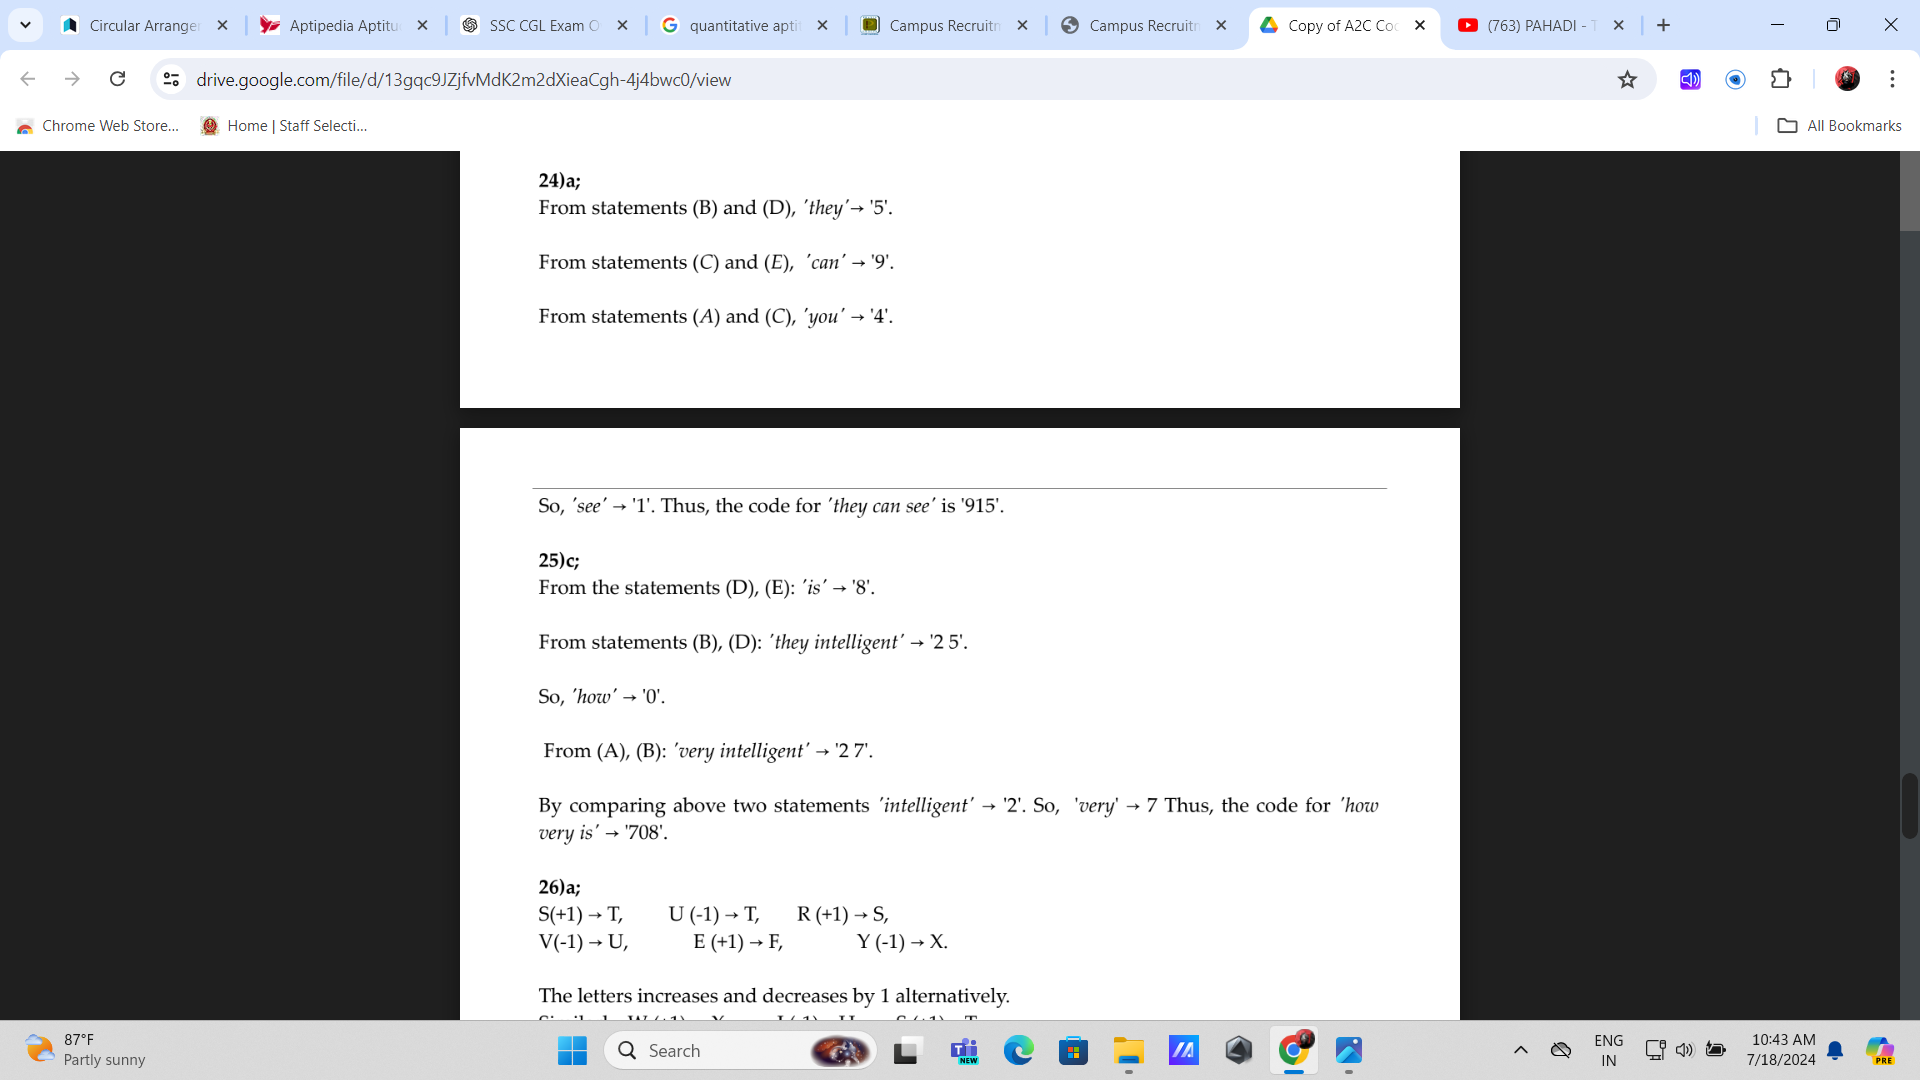 Circular Arranger
Aptipedia Aptitu
SSC CGL Exam O
quantitative apti
Campus Recruitn
Campus Recruitn
Copy of A2C Coc
(763) PAHADI - T
drive.google.com/file/d/13gqc9JZjfvMdK2m2dXieaCgh-4j4bwc0/view
Chrome Web Store...
Home | Staff Selecti...
All Bookmarks
24)a;
From statements (B) and (D), 'they'→ '5'.
From statements (C) and (E), 'can' → '9'.
From statements (A) and (C), 'you' → '4'.
So, 'see' → '1'. Thus, the code for 'they can see' is '915'.
25)c;
From the statements (D), (E): 'is' → '8'.
From statements (B), (D): 'they intelligent' → '2 5'.
So, 'how' → '0'.
From (A), (B): 'very intelligent' → '2 7'.
By comparing above two statements 'intelligent' → '2'. So, 'very' → 7 Thus, the code for 'how
very is' → '708'.
26)a;
S(+1) → T, U (-1) → T, R (+1) → S,
V(-1) → U, E (+1) → F, Y (-1) → X.
The letters increases and decreases by 1 alternatively.
87°F
Partly sunny
Search
NEW
ENG
IN
10:43 AM
7/18/2024
PRE